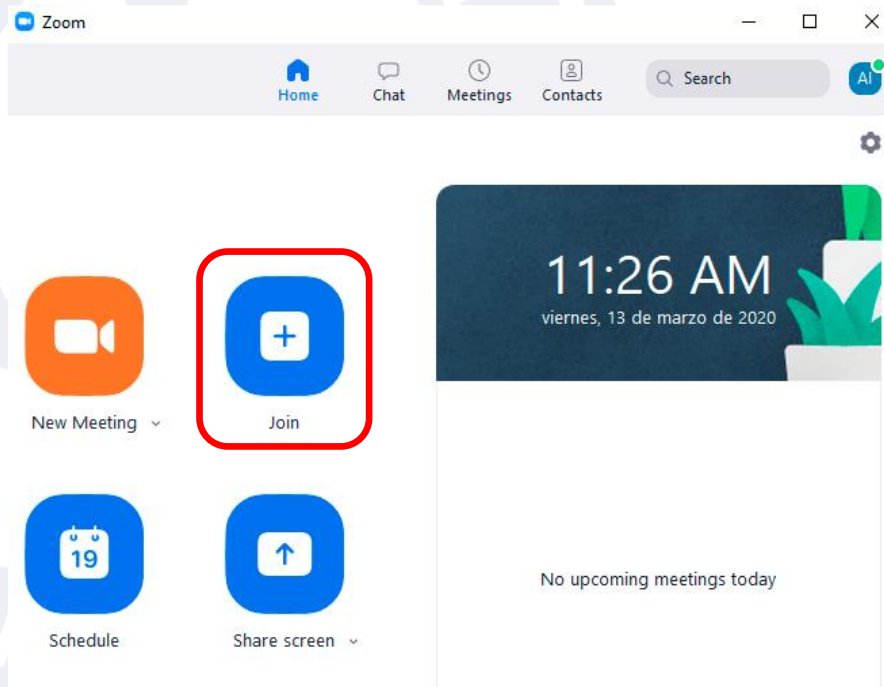 Zoom
Home
Chat
Meetings
Contacts
Search
AI
11:26 AM
viernes, 13 de marzo de 2020
New Meeting
Join
19
Schedule
Share screen
No upcoming meetings today